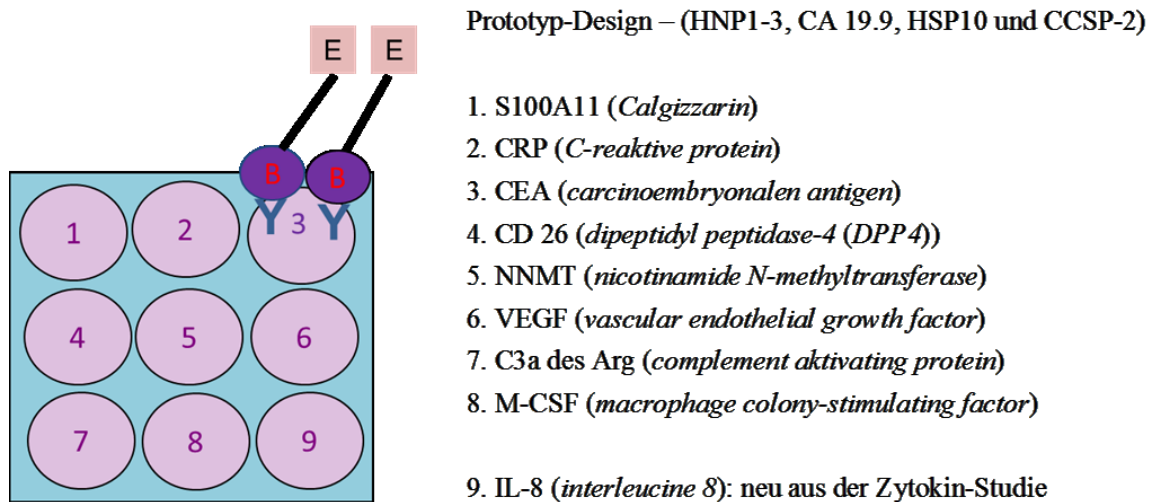 Prototyp-Design – (HNP1-3, CA 19.9, HSP10 und CCSP-2)
E E
B B
Y Y
1 2 3
4 5 6
7 8 9
1. S100A11 (Calgizzarin)
2. CRP (C-reaktive protein)
3. CEA (carcinoembryonalen antigen)
4. CD 26 (dipeptidyl peptidase-4 (DPP4))
5. NNMT (nicotinamide N-methyltransferase)
6. VEGF (vascular endothelial growth factor)
7. C3a des Arg (complement aktivating protein)
8. M-CSF (macrophage colony-stimulating factor)
9. IL-8 (interleucine 8): neu aus der Zytokin-Studie